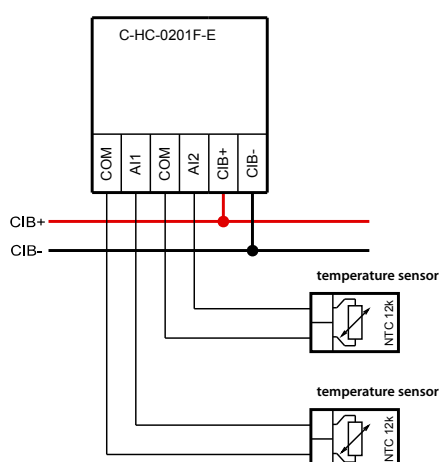 C-HC-0201F-E
COM
AI1
COM
AI2
CIB+
CIB-
CIB+
CIB-
temperature sensor
NTC 12k
temperature sensor
NTC 12k